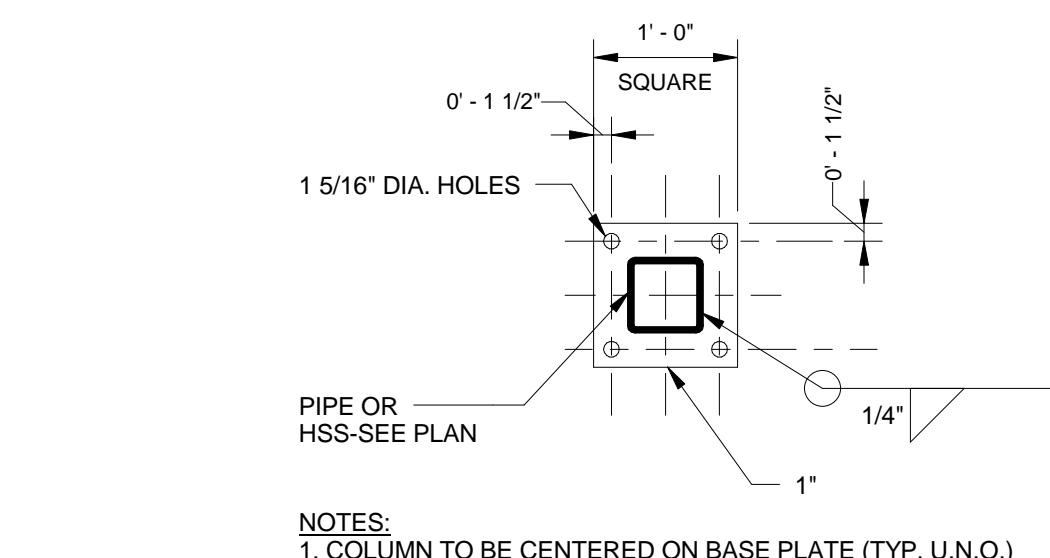 1' - 0"
SQUARE
0' - 1 1/2"
0' - 1 1/2"
1 5/16" DIA. HOLES
PIPE OR
HSS-SEE PLAN
1/4"
1"
NOTES:
1. COLUMN TO BE CENTERED ON BASE PLATE (TYP. U.N.O.)